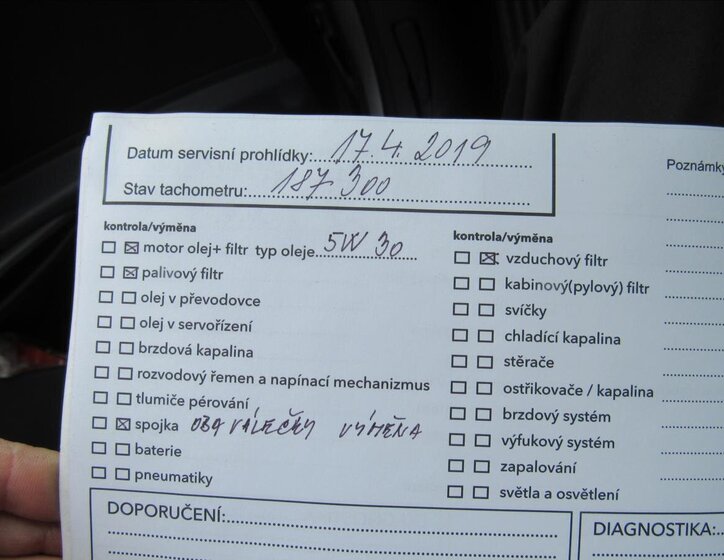 Datum servisní prohlídky: 17.4.2019
Stav tachometru: 187 300
Poznámky
kontrola/výměna
motor olej+ filtr typ oleje 5W 30
palivový filtr
olej v převodovce
olej v servořízení
brzdová kapalina
rozvodový řemen a napínací mechanizmus
tlumiče pérování
spojka OBA VÁLEČKY VÝMĚNA
baterie
pneumatiky
kontrola/výměna
vzduchový filtr
kabinový(pylový) filtr
svíčky
chladící kapalina
stěrače
ostřikovače / kapalina
brzdový systém
výfukový systém
zapalování
světla a osvětlení
DOPORUČENÍ:
DIAGNOSTIKA: